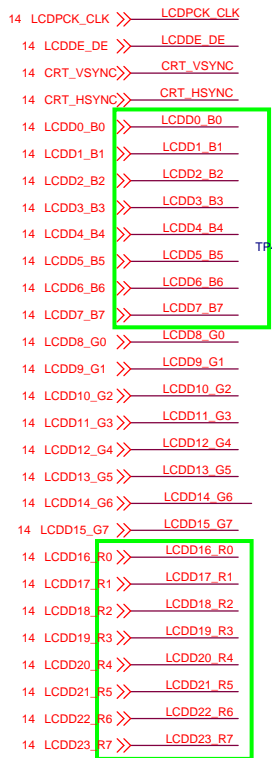 14 LCDPCK_CLK LCDPCK_CLK
14 LCDDE_DE LCDDE_DE
14 CRT_VSYNC CRT_VSYNC
14 CRT_HSYNC CRT_HSYNC
14 LCDD0_B0 LCDD0_B0
14 LCDD1_B1 LCDD1_B1
14 LCDD2_B2 LCDD2_B2
14 LCDD3_B3 LCDD3_B3
14 LCDD4_B4 LCDD4_B4
TP
14 LCDD5_B5 LCDD5_B5
14 LCDD6_B6 LCDD6_B6
14 LCDD7_B7 LCDD7_B7
14 LCDD8_G0 LCDD8_G0
14 LCDD9_G1 LCDD9_G1
14 LCDD10_G2 LCDD10_G2
14 LCDD11_G3 LCDD11_G3
14 LCDD12_G4 LCDD12_G4
14 LCDD13_G5 LCDD13_G5
14 LCDD14_G6 LCDD14_G6
14 LCDD15_G7 LCDD15_G7
14 LCDD16_R0 LCDD16_R0
14 LCDD17_R1 LCDD17_R1
14 LCDD18_R2 LCDD18_R2
14 LCDD19_R3 LCDD19_R3
14 LCDD20_R4 LCDD20_R4
14 LCDD21_R5 LCDD21_R5
14 LCDD22_R6 LCDD22_R6
14 LCDD23_R7 LCDD23_R7